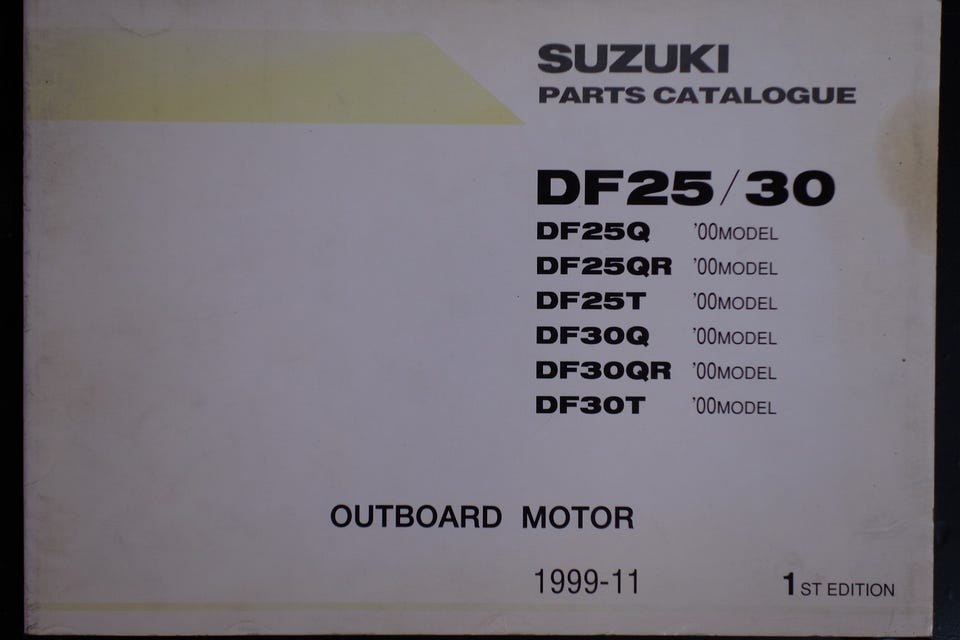 SUZUKI
PARTS CATALOGUE
DF25/30
DF25Q '00MODEL
DF25QR '00MODEL
DF25T '00MODEL
DF30Q '00MODEL
DF30QR '00MODEL
DF30T '00MODEL
OUTBOARD MOTOR
1999-11 1ST EDITION